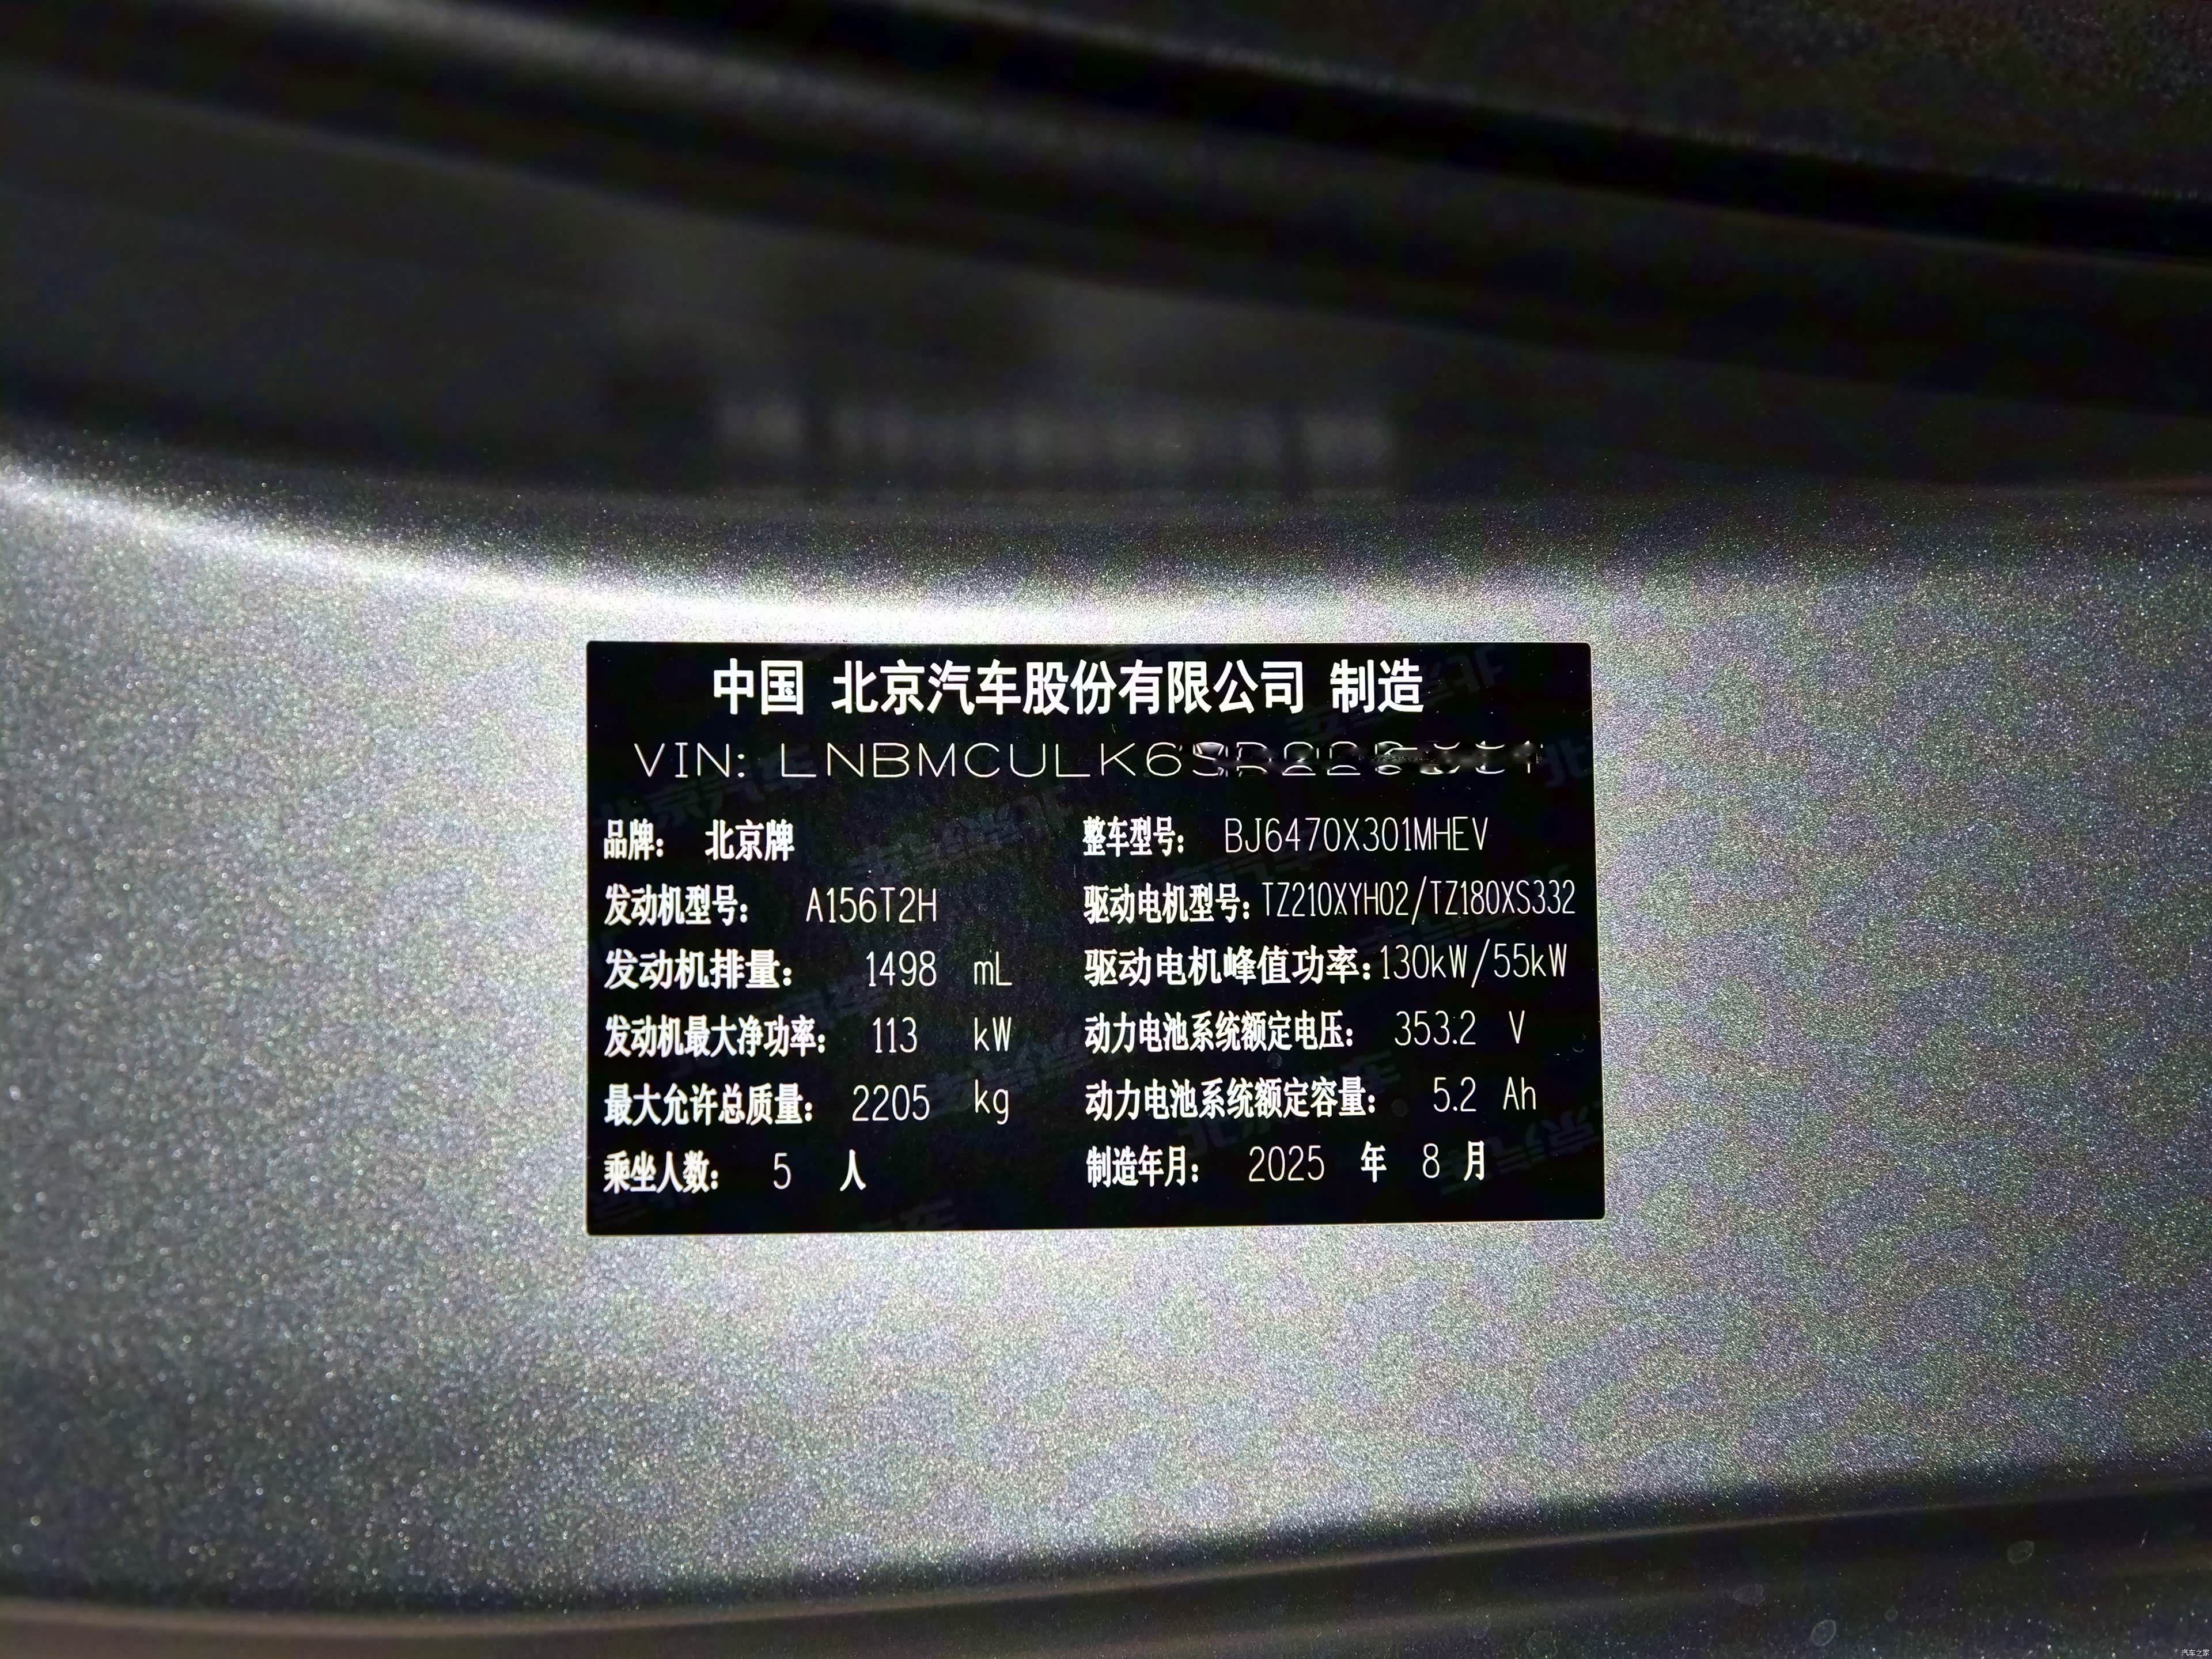 中国 北京汽车股份有限公司 制造
VIN: LNBMCULK6
品牌: 北京牌 整车型号: BJ6470X301MHEV
发动机型号: A156T2H 驱动电机型号: TZ210XYH02/TZ180XS332
发动机排量: 1498 mL 驱动电机峰值功率: 130kW/55kW
发动机最大净功率: 113 kW 动力电池系统额定电压: 353.2 V
最大允许总质量: 2205 kg 动力电池系统额定容量: 5.2 Ah
乘坐人数: 5 人 制造年月: 2025 年 8 月
汽车之家